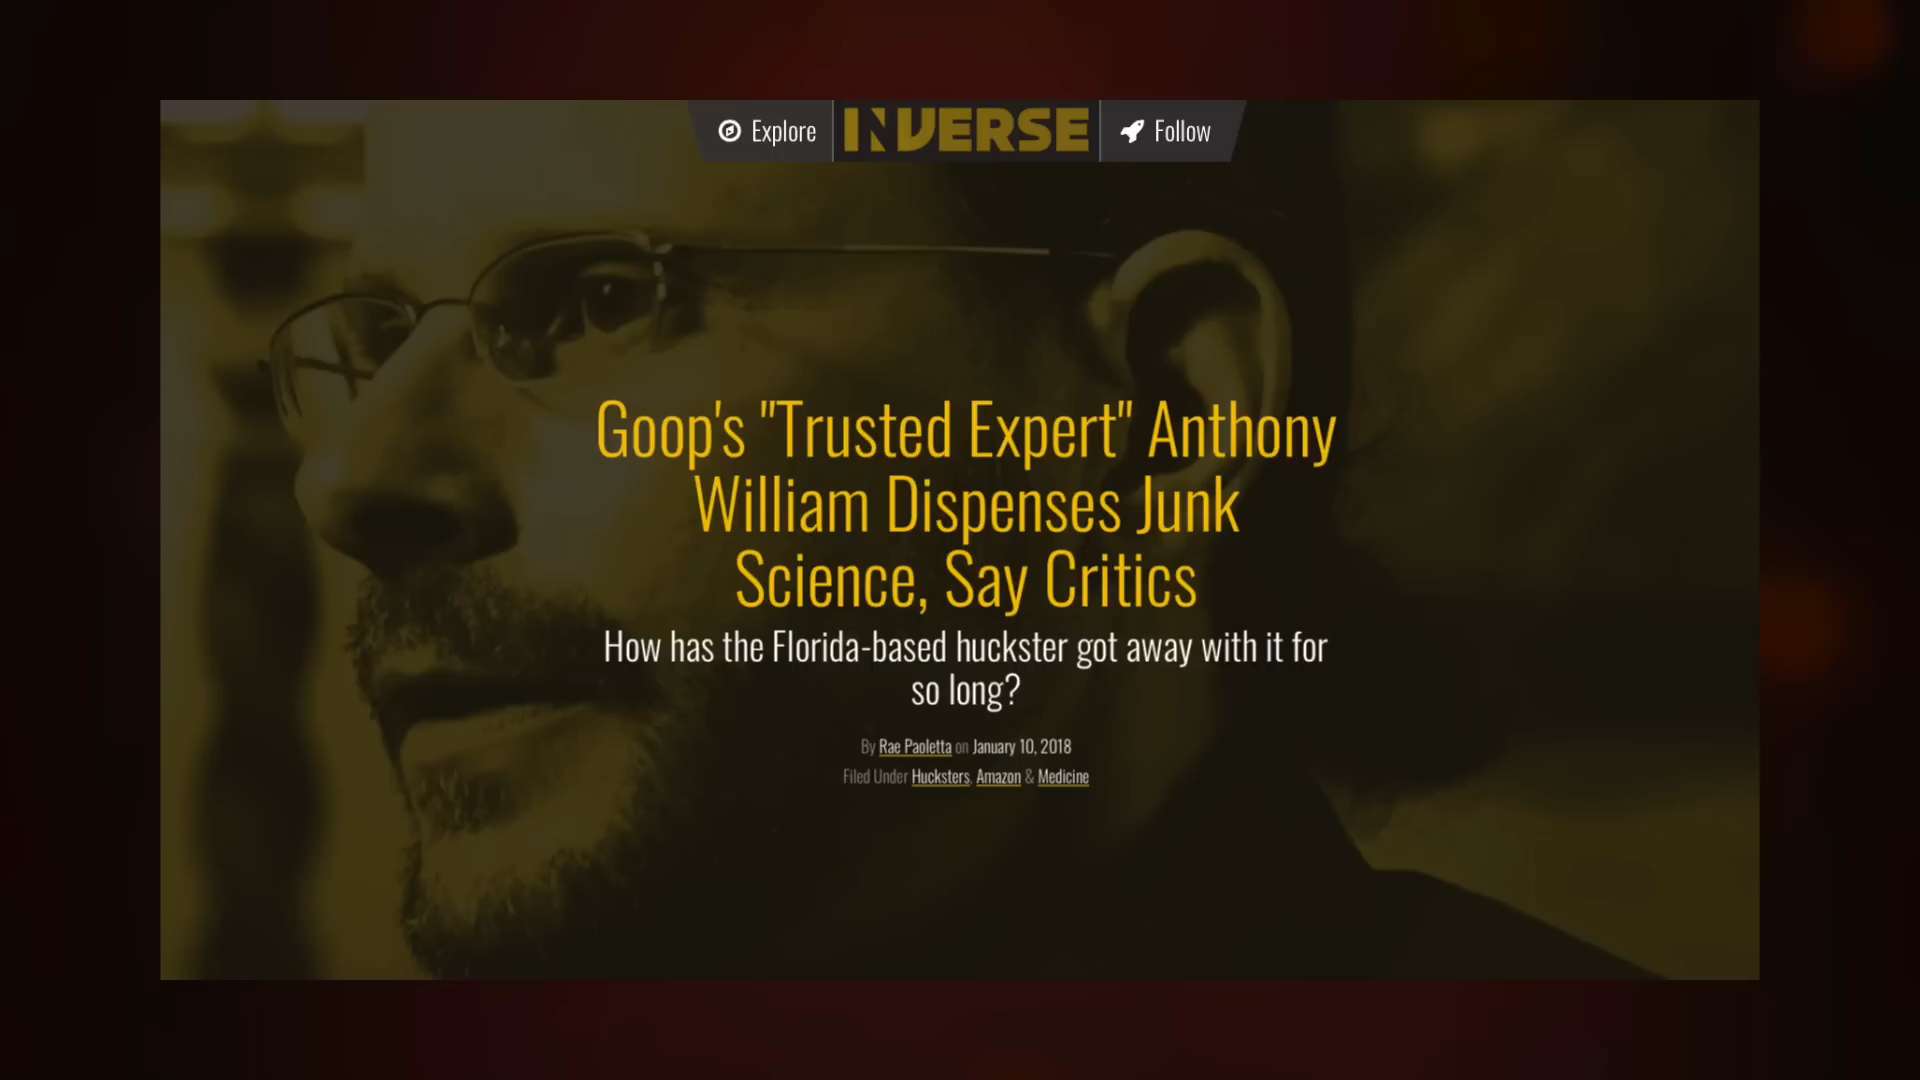 Explore
INVERSE
Follow
Goop's "Trusted Expert" Anthony
William Dispenses Junk
Science, Say Critics
How has the Florida-based huckster got away with it for
so long?
By Rae Paoletta on January 10, 2018
Filed Under Hucksters, Amazon & Medicine